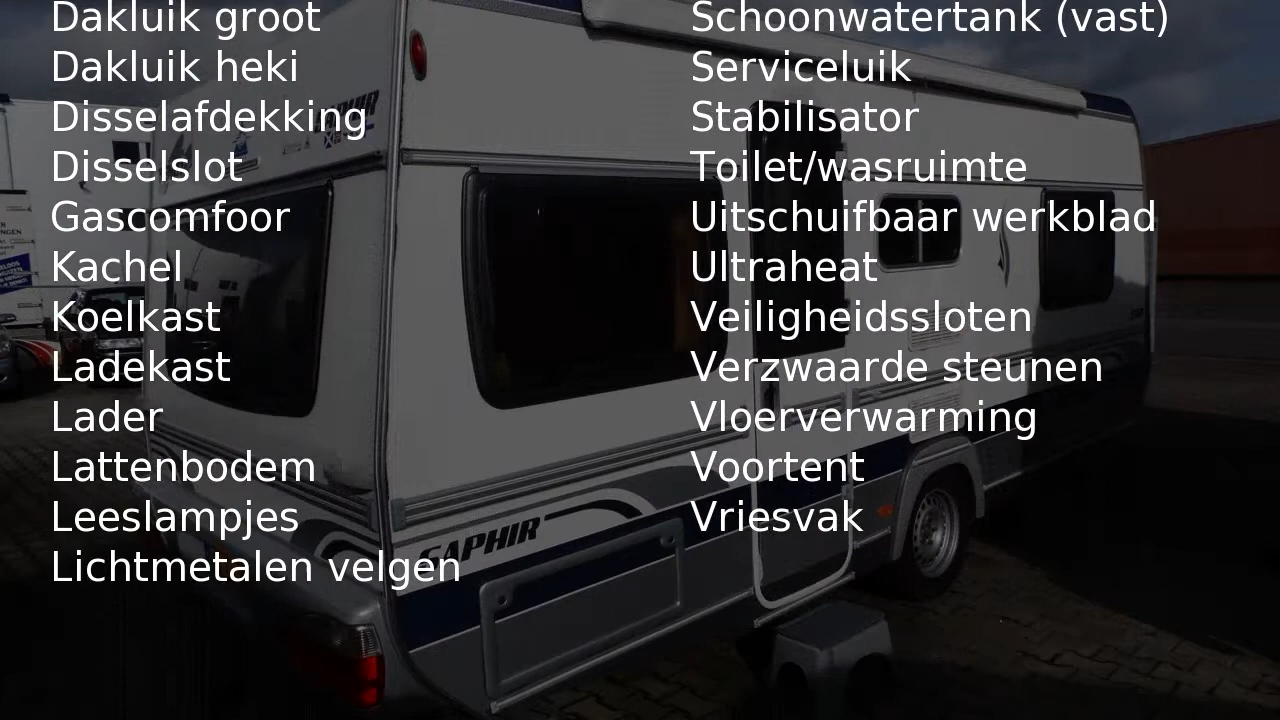 Dakluik groot
Dakluik heki
Disselafdekking
Disselslot
Gascomfoor
Kachel
Koelkast
Ladekast
Lader
Lattenbodem
Leeslampjes
Lichtmetalen velgen
Schoonwatertank (vast)
Serviceluik
Stabilisator
Toilet/wasruimte
Uitschuifbaar werkblad
Ultraheat
Veiligheidssloten
Verzwaarde steunen
Vloerverwarming
Voortent
Vriesvak
SAPHIR